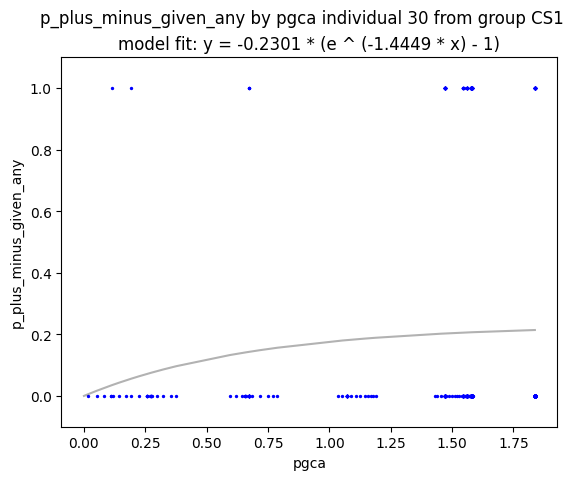 p_plus_minus_given_any by pgca individual 30 from group CS1
model fit: y = -0.2301 * (e ^ (-1.4449 * x) - 1)
1.0
0.8
0.6
0.4
0.2
0.0
p_plus_minus_given_any
0.00 0.25 0.50 0.75 1.00 1.25 1.50 1.75
pgca